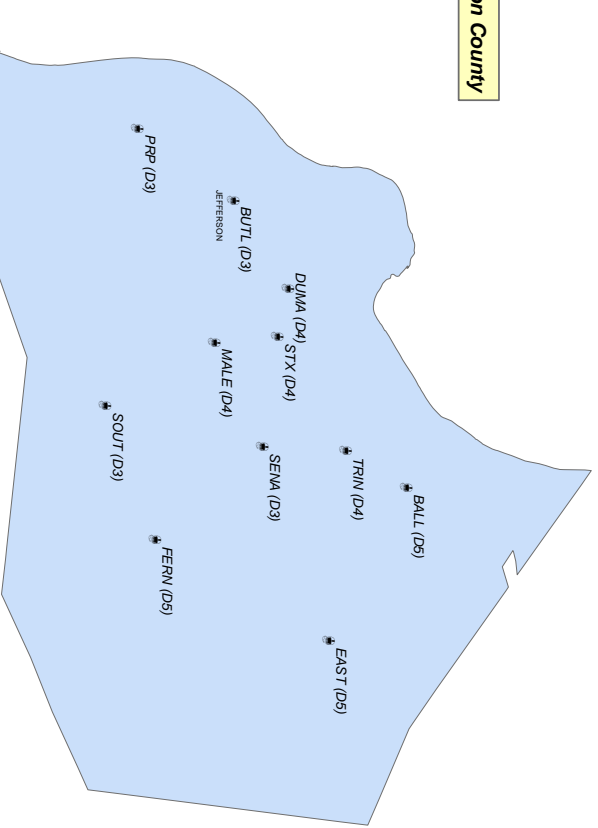 on County
BALL (D5)
TRIN (D4)
EAST (D5)
DUMA (D4)
STX (D4)
SENA (D3)
BUTL (D3)
JEFFERSON
MALE (D4)
FERN (D5)
PRP (D3)
SOUT (D3)